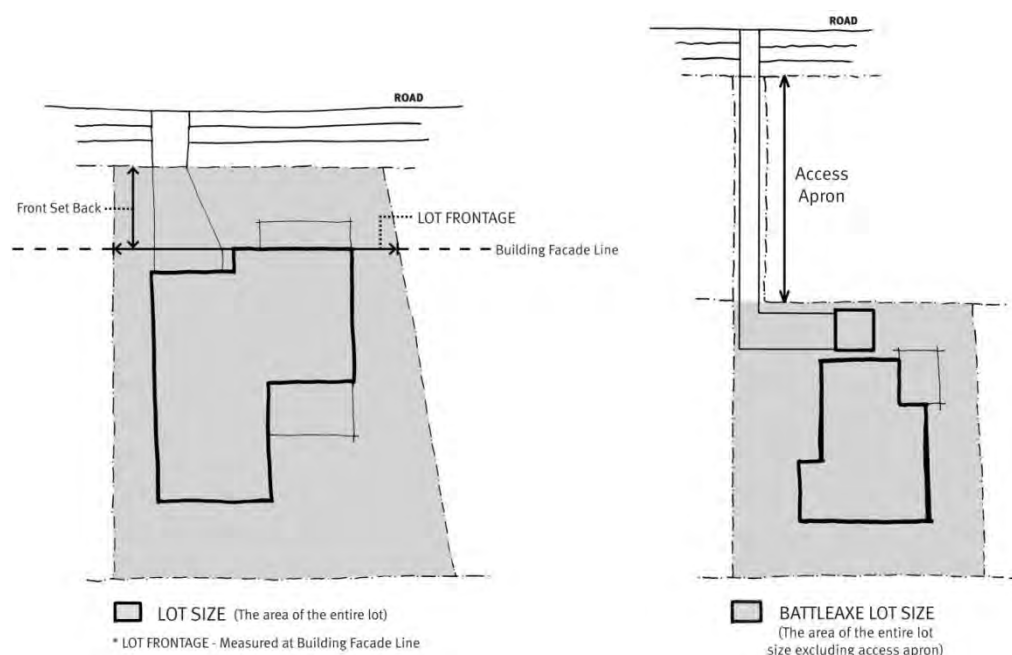 ROAD
Front Set Back
LOT FRONTAGE
Building Facade Line
LOT SIZE (The area of the entire lot)
* LOT FRONTAGE - Measured at Building Facade Line
ROAD
Access
Apron
BATTLEAXE LOT SIZE
(The area of the entire lot
size excluding access apron)